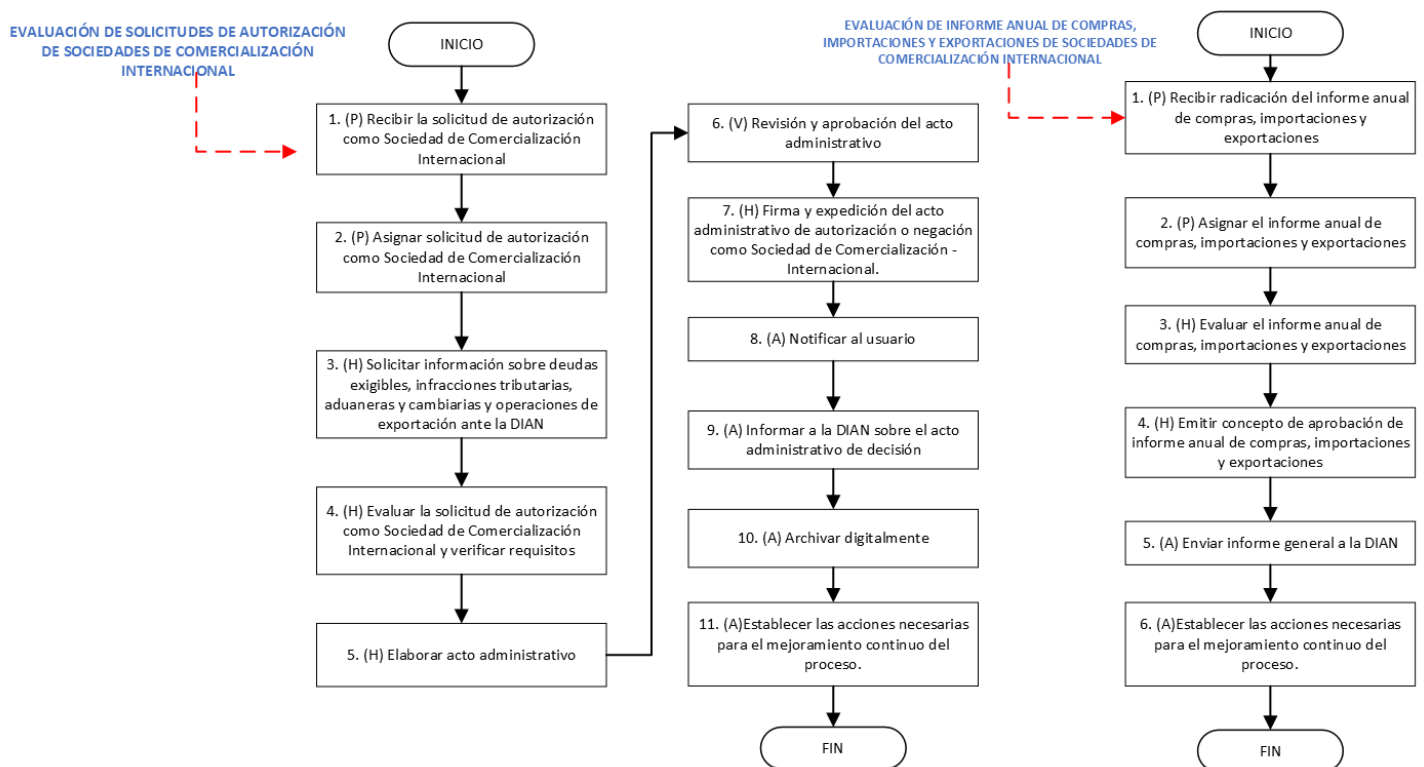 EVALUACIÓN DE SOLICITUDES DE AUTORIZACIÓN
DE SOCIEDADES DE COMERCIALIZACIÓN
INTERNACIONAL
INICIO
1. (P) Recibir la solicitud de autorización
como Sociedad de Comercialización
Internacional
2. (P) Asignar solicitud de autorización
como Sociedad de Comercialización
Internacional
3. (H) Solicitar información sobre deudas
exigibles, infracciones tributarias,
aduaneras y cambiarias y operaciones de
exportación ante la DIAN
4. (H) Evaluar la solicitud de autorización
como Sociedad de Comercialización
Internacional y verificar requisitos
5. (H) Elaborar acto administrativo
6. (V) Revisión y aprobación del acto
administrativo
7. (H) Firma y expedición del acto
administrativo de autorización o negación
como Sociedad de Comercialización -
Internacional.
8. (A) Notificar al usuario
9. (A) Informar a la DIAN sobre el acto
administrativo de decisión
10. (A) Archivar digitalmente
11. (A)Establecer las acciones necesarias
para el mejoramiento continuo del
proceso.
FIN
EVALUACIÓN DE INFORME ANUAL DE COMPRAS,
IMPORTACIONES Y EXPORTACIONES DE SOCIEDADES DE
COMERCIALIZACIÓN INTERNACIONAL
INICIO
1. (P) Recibir radicación del informe anual
de compras, importaciones y
exportaciones
2. (P) Asignar el informe anual de
compras, importaciones y exportaciones
3. (H) Evaluar el informe anual de
compras, importaciones y exportaciones
4. (H) Emitir concepto de aprobación de
informe anual de compras, importaciones
y exportaciones
5. (A) Enviar informe general a la DIAN
6. (A)Establecer las acciones necesarias
para el mejoramiento continuo del
proceso.
FIN